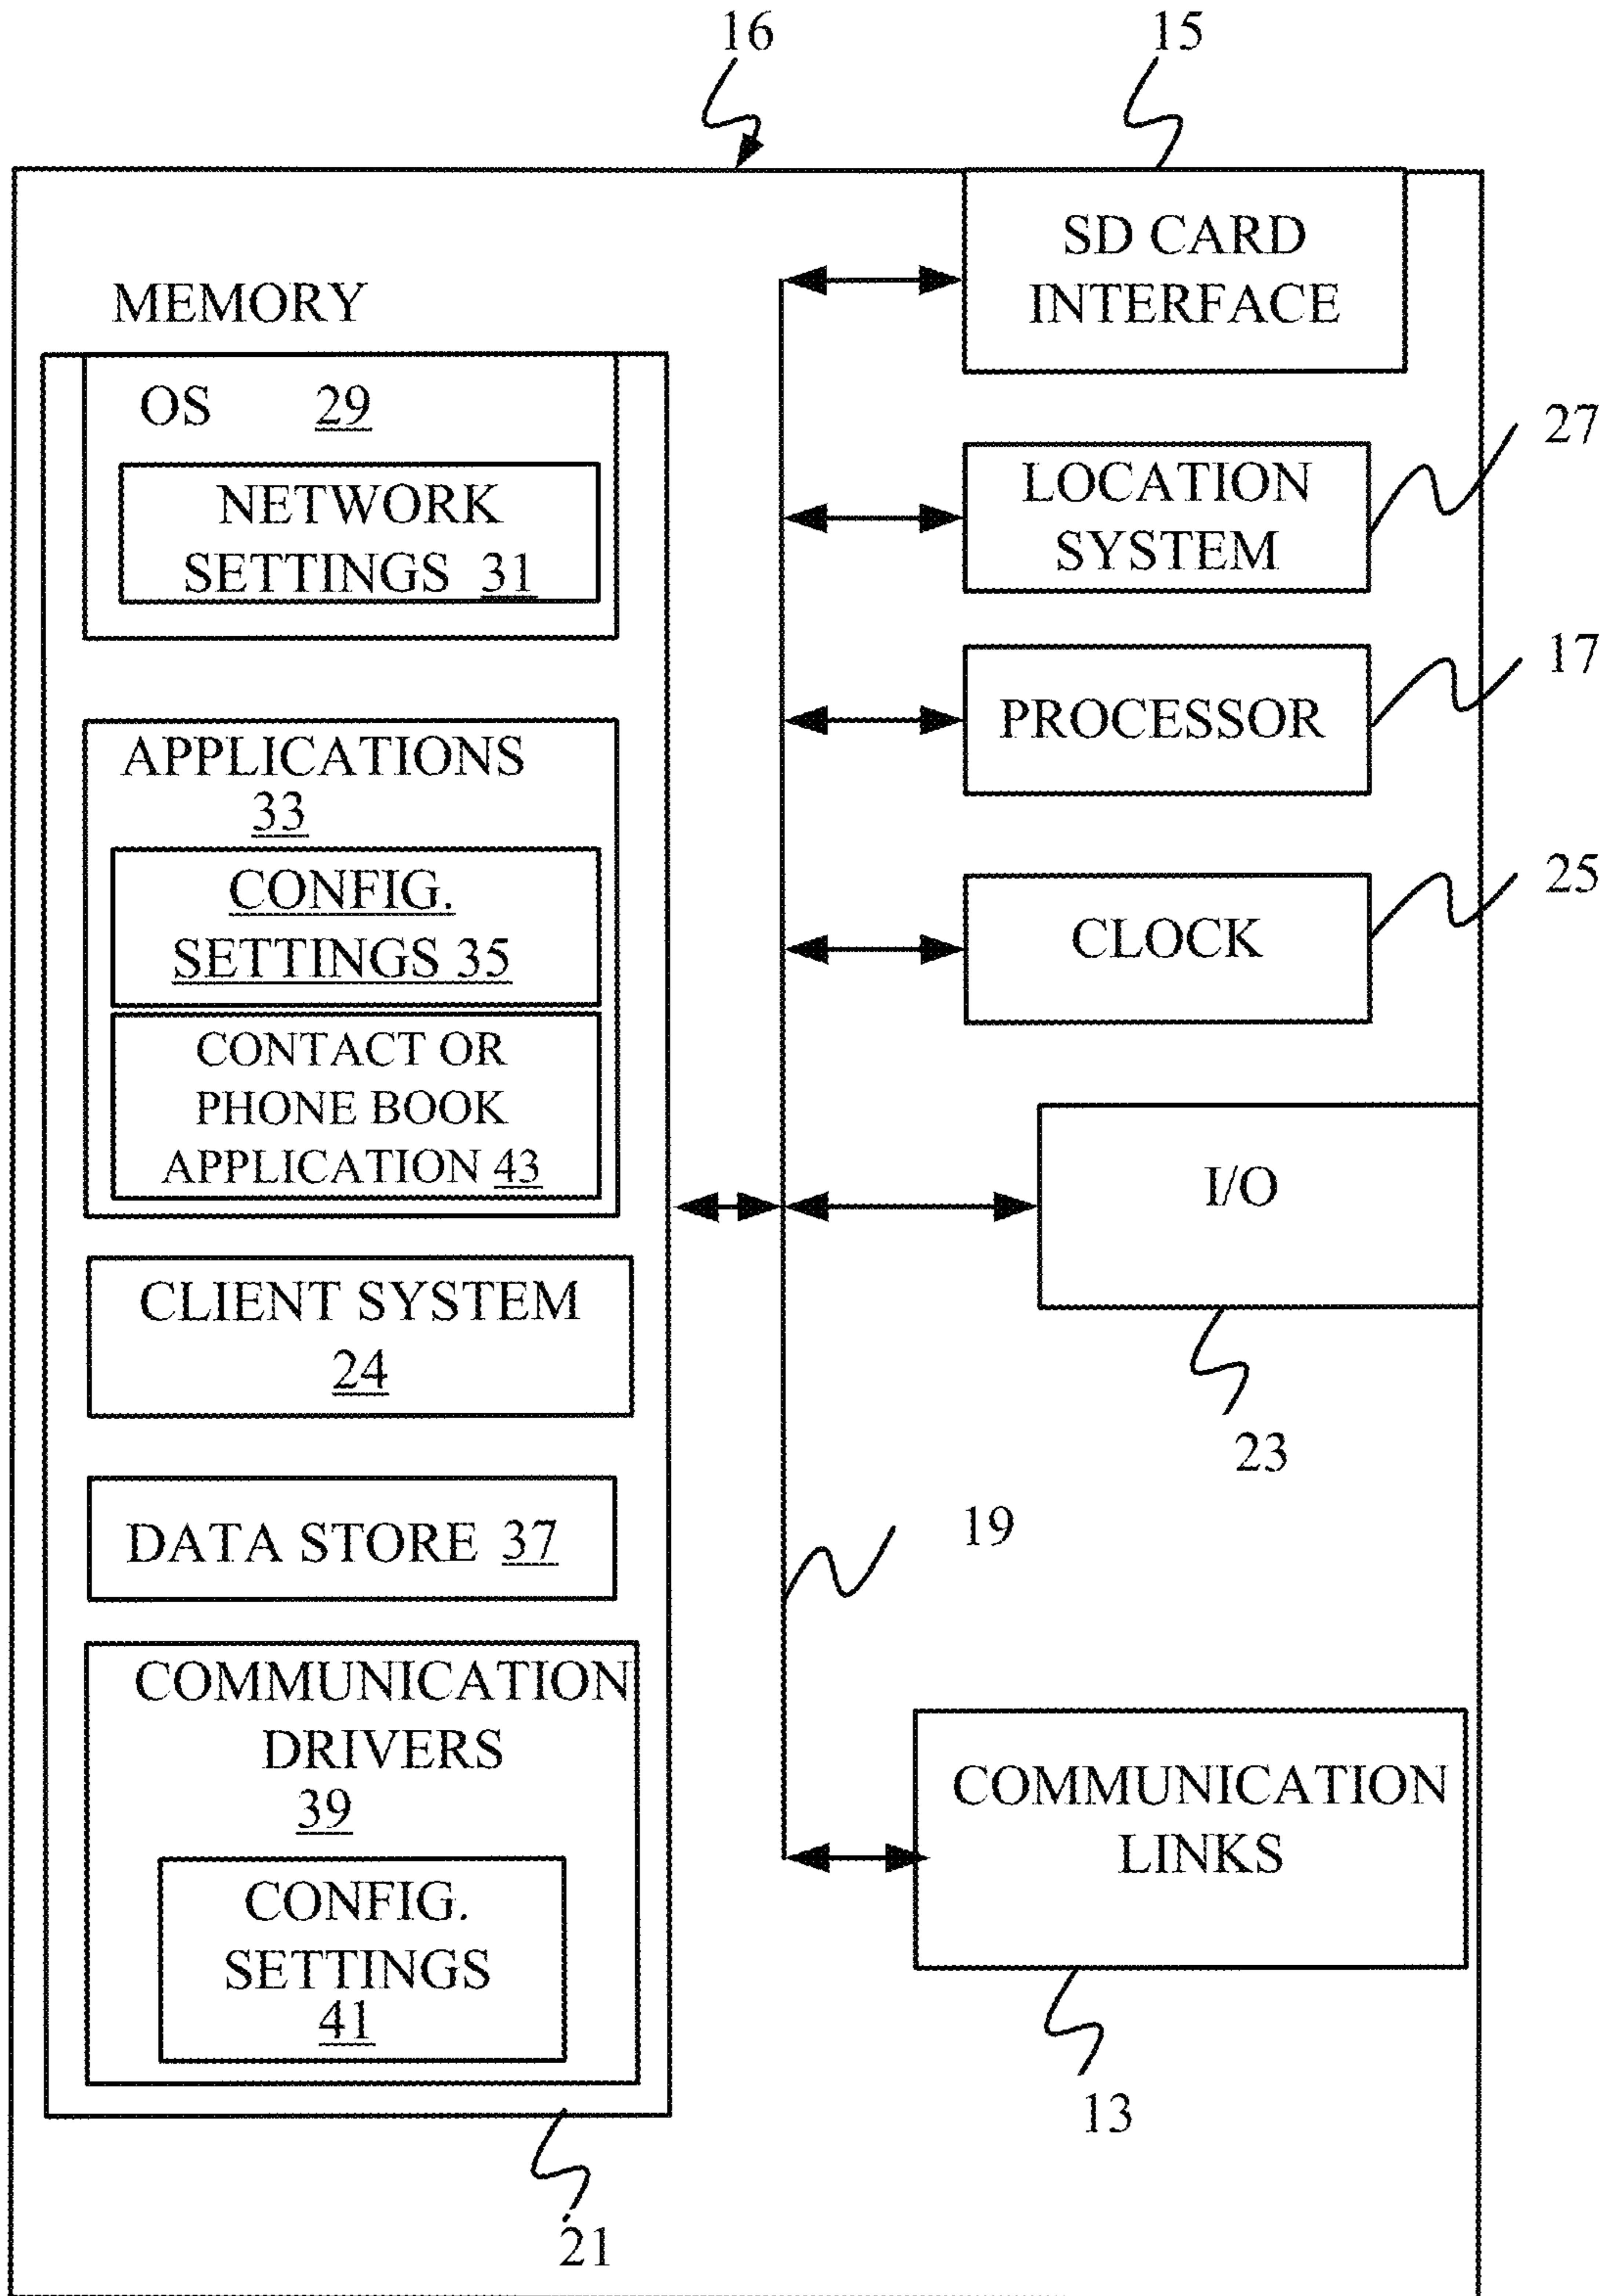 16
15
MEMORY
OS 29
NETWORK
SETTINGS 31
APPLICATIONS
33
CONFIG.
SETTINGS 35
CONTACT OR
PHONE BOOK
APPLICATION 43
CLIENT SYSTEM
24
DATA STORE 37
COMMUNICATION
DRIVERS
39
CONFIG.
SETTINGS
41
21
SD CARD
INTERFACE
LOCATION
SYSTEM
27
PROCESSOR
17
CLOCK
25
I/O
23
19
COMMUNICATION
LINKS
13